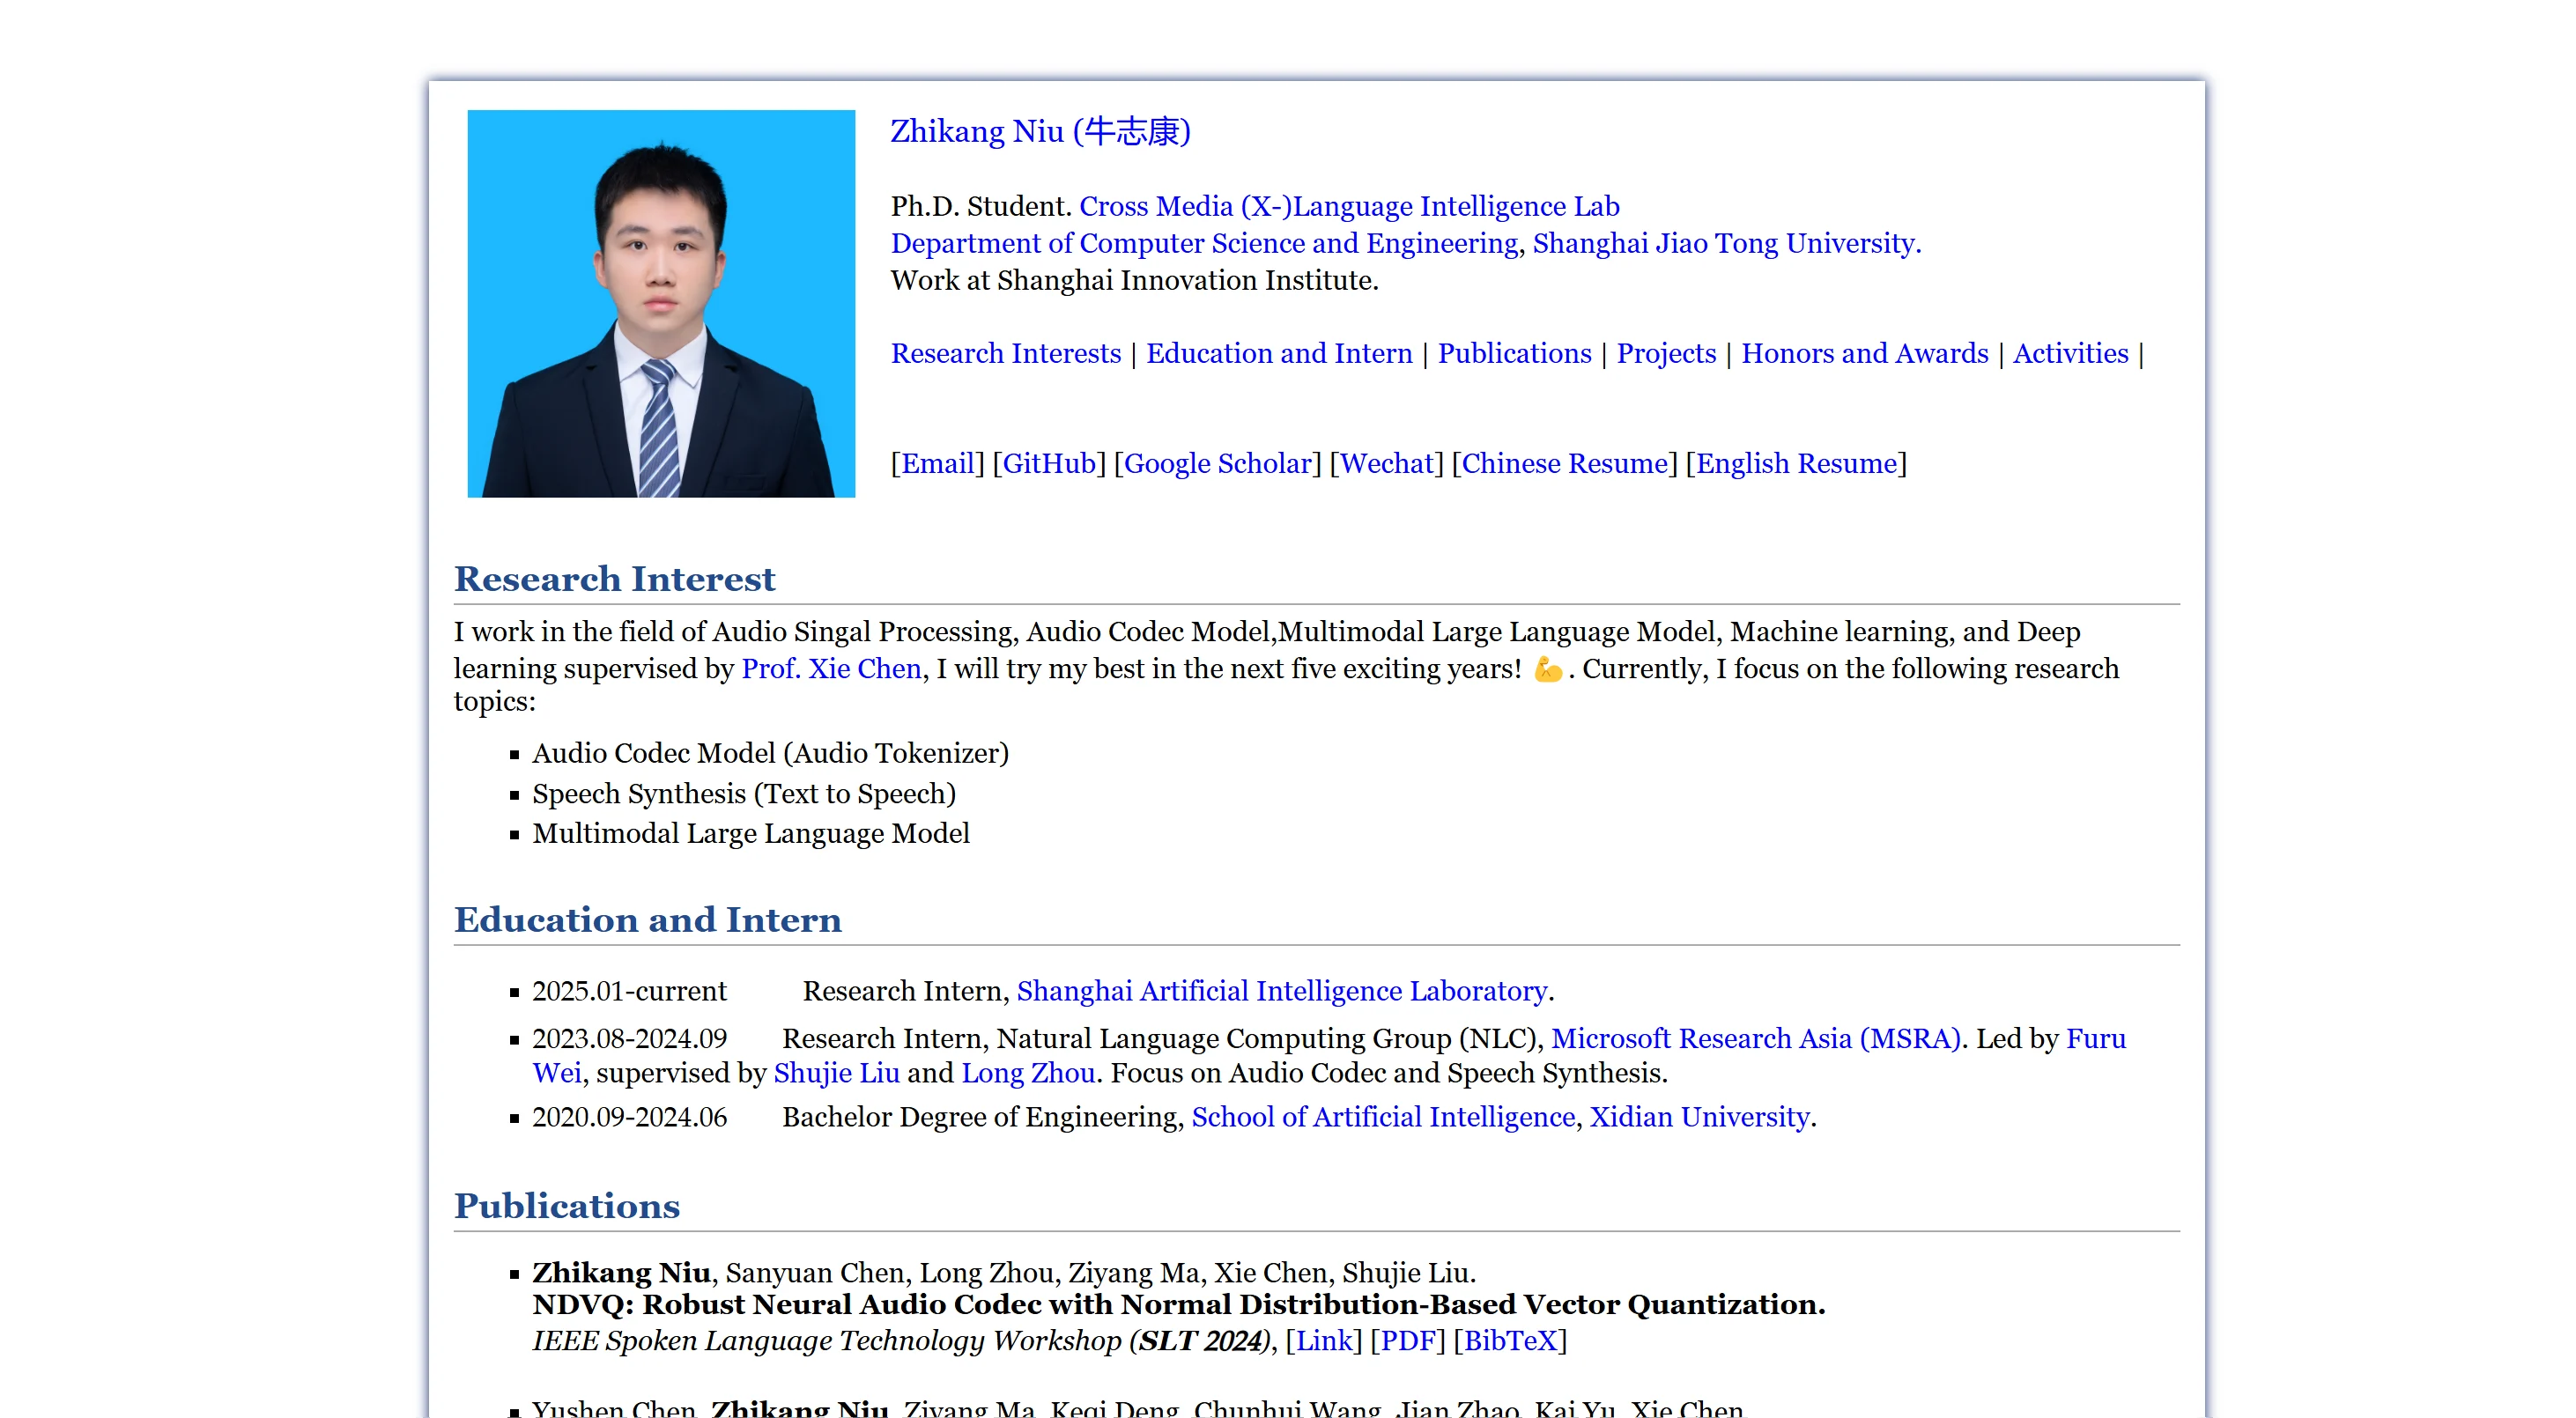 Zhikang Niu (牛志康)
Ph.D. Student. Cross Media (X-)Language Intelligence Lab
Department of Computer Science and Engineering, Shanghai Jiao Tong University.
Work at Shanghai Innovation Institute.
Research Interests | Education and Intern | Publications | Projects | Honors and Awards | Activities |
[Email] [GitHub] [Google Scholar] [Wechat] [Chinese Resume] [English Resume]
Research Interest
I work in the field of Audio Singal Processing, Audio Codec Model,Multimodal Large Language Model, Machine learning, and Deep
learning supervised by Prof. Xie Chen, I will try my best in the next five exciting years! 💪. Currently, I focus on the following research
topics:
▪ Audio Codec Model (Audio Tokenizer)
▪ Speech Synthesis (Text to Speech)
▪ Multimodal Large Language Model
Education and Intern
▪ 2025.01-current Research Intern, Shanghai Artificial Intelligence Laboratory.
▪ 2023.08-2024.09 Research Intern, Natural Language Computing Group (NLC), Microsoft Research Asia (MSRA). Led by Furu
Wei, supervised by Shujie Liu and Long Zhou. Focus on Audio Codec and Speech Synthesis.
▪ 2020.09-2024.06 Bachelor Degree of Engineering, School of Artificial Intelligence, Xidian University.
Publications
▪ Zhikang Niu, Sanyuan Chen, Long Zhou, Ziyang Ma, Xie Chen, Shujie Liu.
NDVQ: Robust Neural Audio Codec with Normal Distribution-Based Vector Quantization.
IEEE Spoken Language Technology Workshop (SLT 2024), [Link] [PDF] [BibTeX]
▪ Yushen Chen, Zhikang Niu, Ziyang Ma, Keqi Deng, Chunhui Wang, Jian Zhao, Kai Yu, Xie Chen